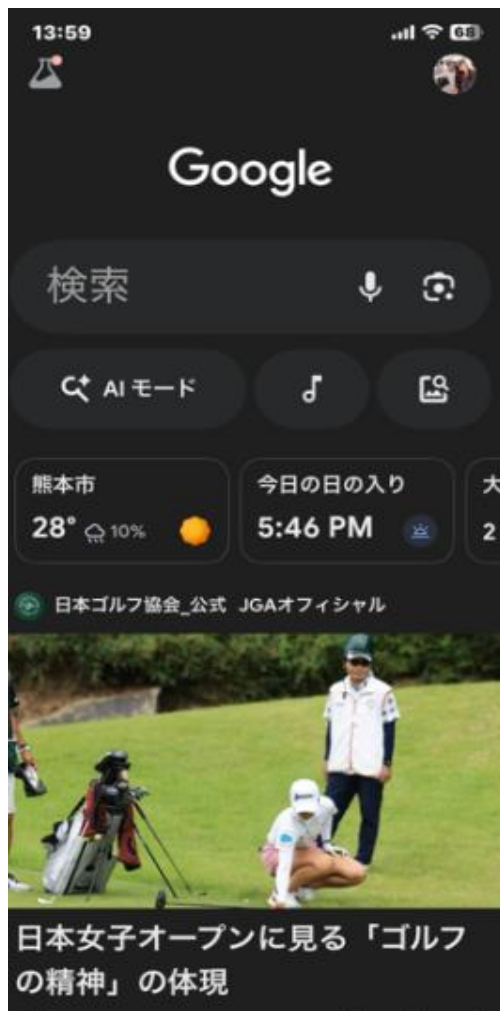 13:59
68
Google
検索
AI モード
熊本市
28° 10%
今日の日の入り
5:46 PM
大
2
日本ゴルフ協会_公式 JGAオフィシャル
日本女子オープンに見る「ゴルフ
の精神」の体現